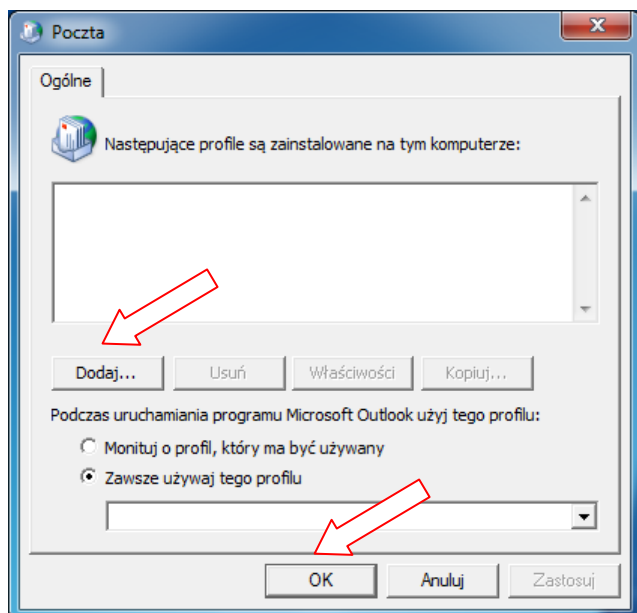 Poczta
Ogólne
Następujące profile są zainstalowane na tym komputerze:
Dodaj... Usuń Właściwości Kopiuj...
Podczas uruchamiania programu Microsoft Outlook użyj tego profilu:
Monituj o profil, który ma być używany
Zawsze używaj tego profilu
OK Anuluj Zastosuj